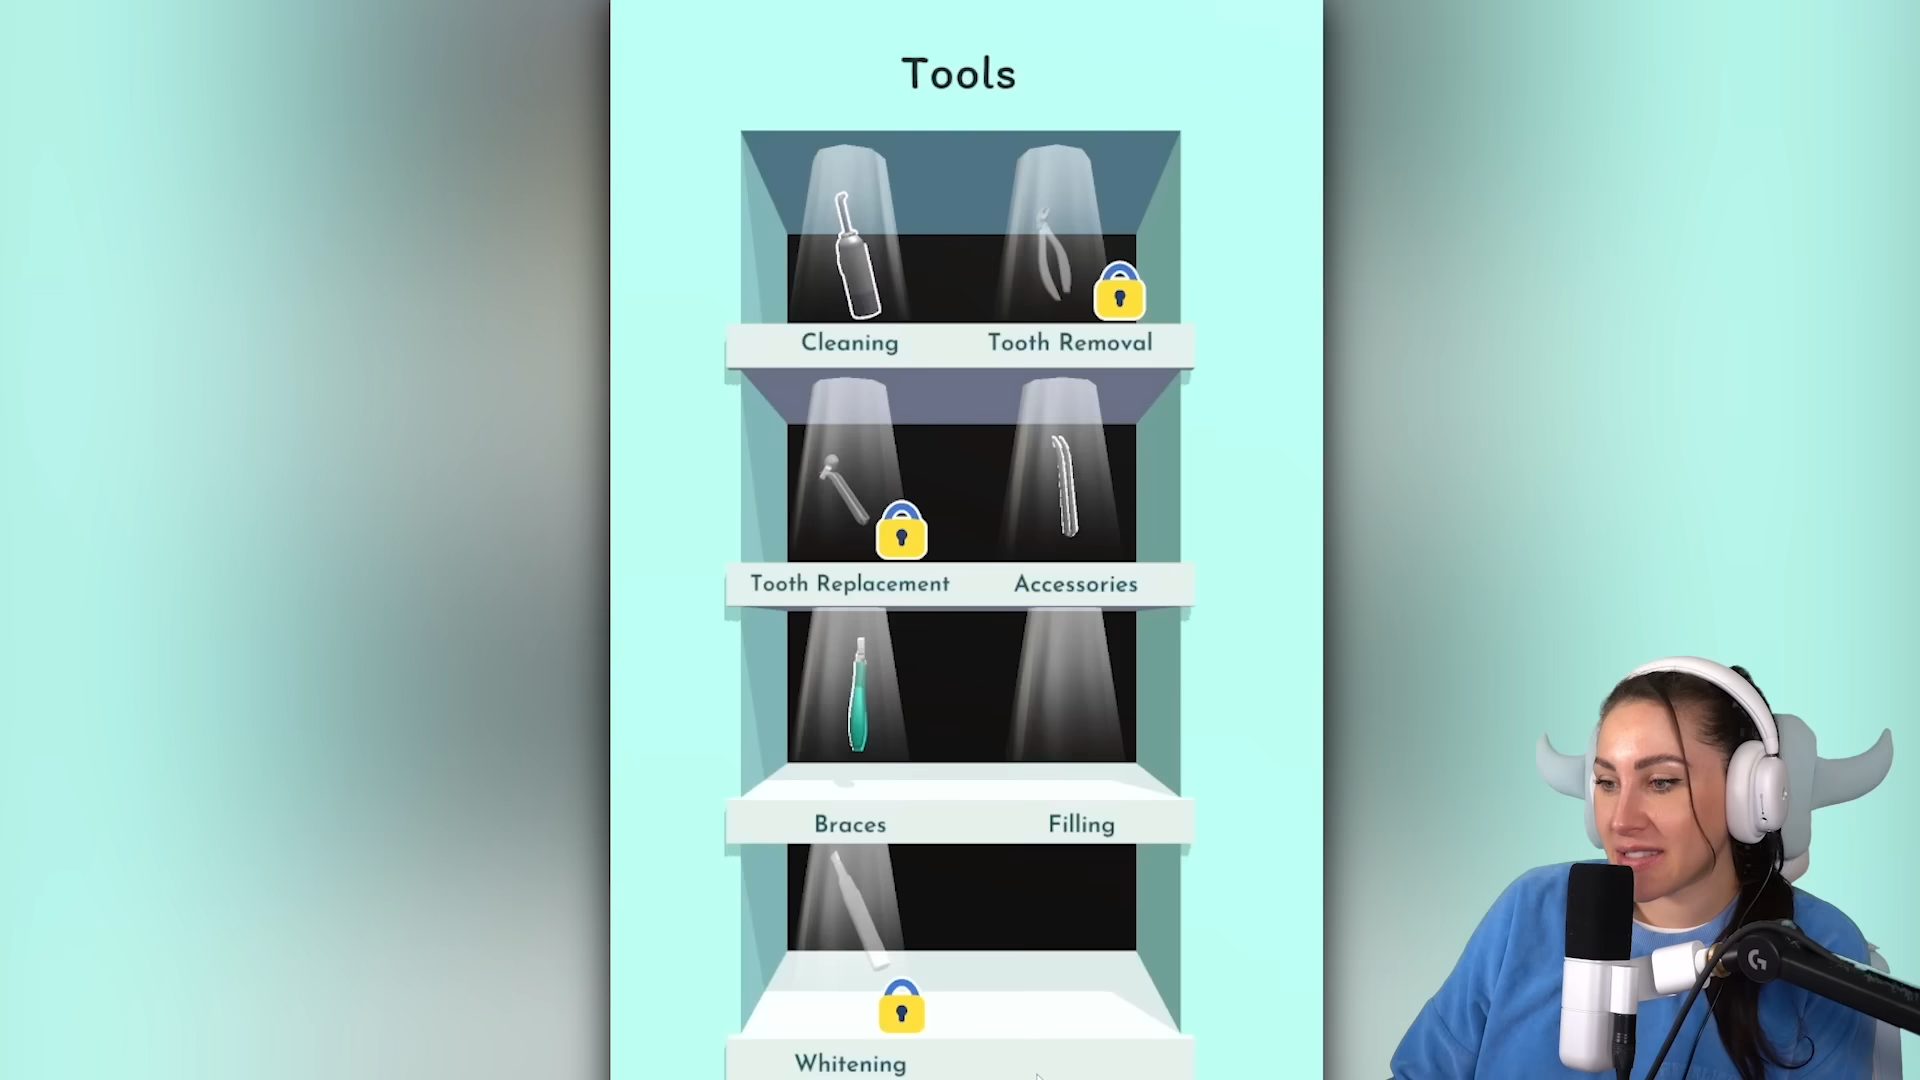 Tools
Cleaning Tooth Removal
Tooth Replacement Accessories
Braces Filling
Whitening